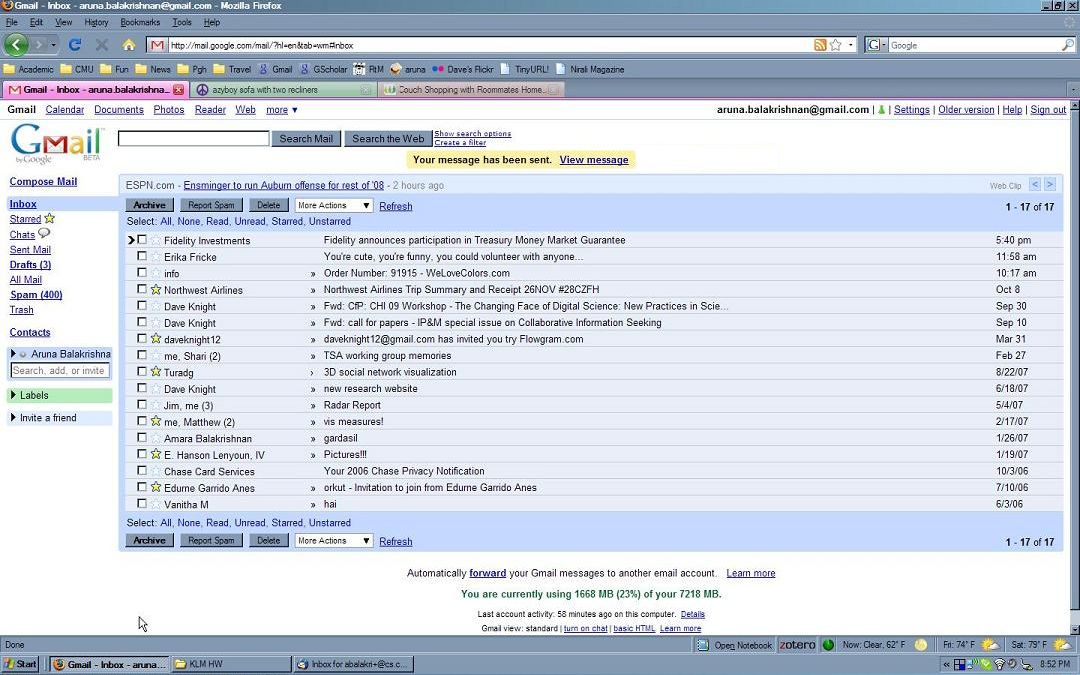 Gmail - Inbox - aruna.balakrishnan@gmail.com - Mozilla Firefox
File Edit View History Bookmarks Tools Help
http://mail.google.com/mail/?hl=en&tab=wm#inbox
G Google
Academic CMU Fun News Pgh Travel Gmail GScholar RtM aruna Dave's Flickr TinyURL! Nirali Magazine
Gmail - Inbox - aruna.balakrishna... azyboy sofa with two recliners Couch Shopping with Roommates Home...
Gmail Calendar Documents Photos Reader Web more ▼
aruna.balakrishnan@gmail.com | Settings | Older version | Help | Sign out
Gmail by Google BETA
Search Mail Search the Web Show search options
Create a filter
Your message has been sent. View message
Compose Mail
Inbox
Starred
Chats
Sent Mail
Drafts (3)
All Mail
Spam (400)
Trash
Contacts
Aruna Balakrishna
Search, add, or invite
Labels
Invite a friend
ESPN.com - Ensminger to run Auburn offense for rest of '08 - 2 hours ago Web Clip < >
Archive Report Spam Delete More Actions ▼ Refresh 1 - 17 of 17
Select: All, None, Read, Unread, Starred, Unstarred
Fidelity Investments Fidelity announces participation in Treasury Money Market Guarantee 5:40 pm
Erika Fricke You're cute, you're funny, you could volunteer with anyone... 11:58 am
info » Order Number: 91915 - WeLoveColors.com 10:17 am
Northwest Airlines » Northwest Airlines Trip Summary and Receipt 26NOV #28CZFH Oct 8
Dave Knight » Fwd: CfP: CHI 09 Workshop - The Changing Face of Digital Science: New Practices in Scie... Sep 30
Dave Knight » Fwd: call for papers - IP&M special issue on Collaborative Information Seeking Sep 10
daveknight12 » daveknight12@gmail.com has invited you try Flowgram.com Mar 31
me, Shari (2) » TSA working group memories Feb 27
Turadg › 3D social network visualization 8/22/07
Dave Knight » new research website 6/18/07
Jim, me (3) » Radar Report 5/4/07
me, Matthew (2) » vis measures! 2/17/07
Amara Balakrishnan » gardasil 1/26/07
E. Hanson Lenyoun, IV » Pictures!!! 1/19/07
Chase Card Services Your 2006 Chase Privacy Notification 10/3/06
Edurne Garrido Anes » orkut - Invitation to join from Edurne Garrido Anes 7/10/06
Vanitha M » hai 6/3/06
Select: All, None, Read, Unread, Starred, Unstarred
Archive Report Spam Delete More Actions ▼ Refresh 1 - 17 of 17
Automatically forward your Gmail messages to another email account. Learn more
You are currently using 1668 MB (23%) of your 7218 MB.
Last account activity: 58 minutes ago on this computer. Details
Gmail view: standard | turn on chat | basic HTML Learn more
Done Open Notebook zotero Now: Clear, 62° F Fri: 74° F Sat: 79° F
Start Gmail - Inbox - aruna.... KLM HW Inbox for abalakri+@cs.c... « 8:52 PM